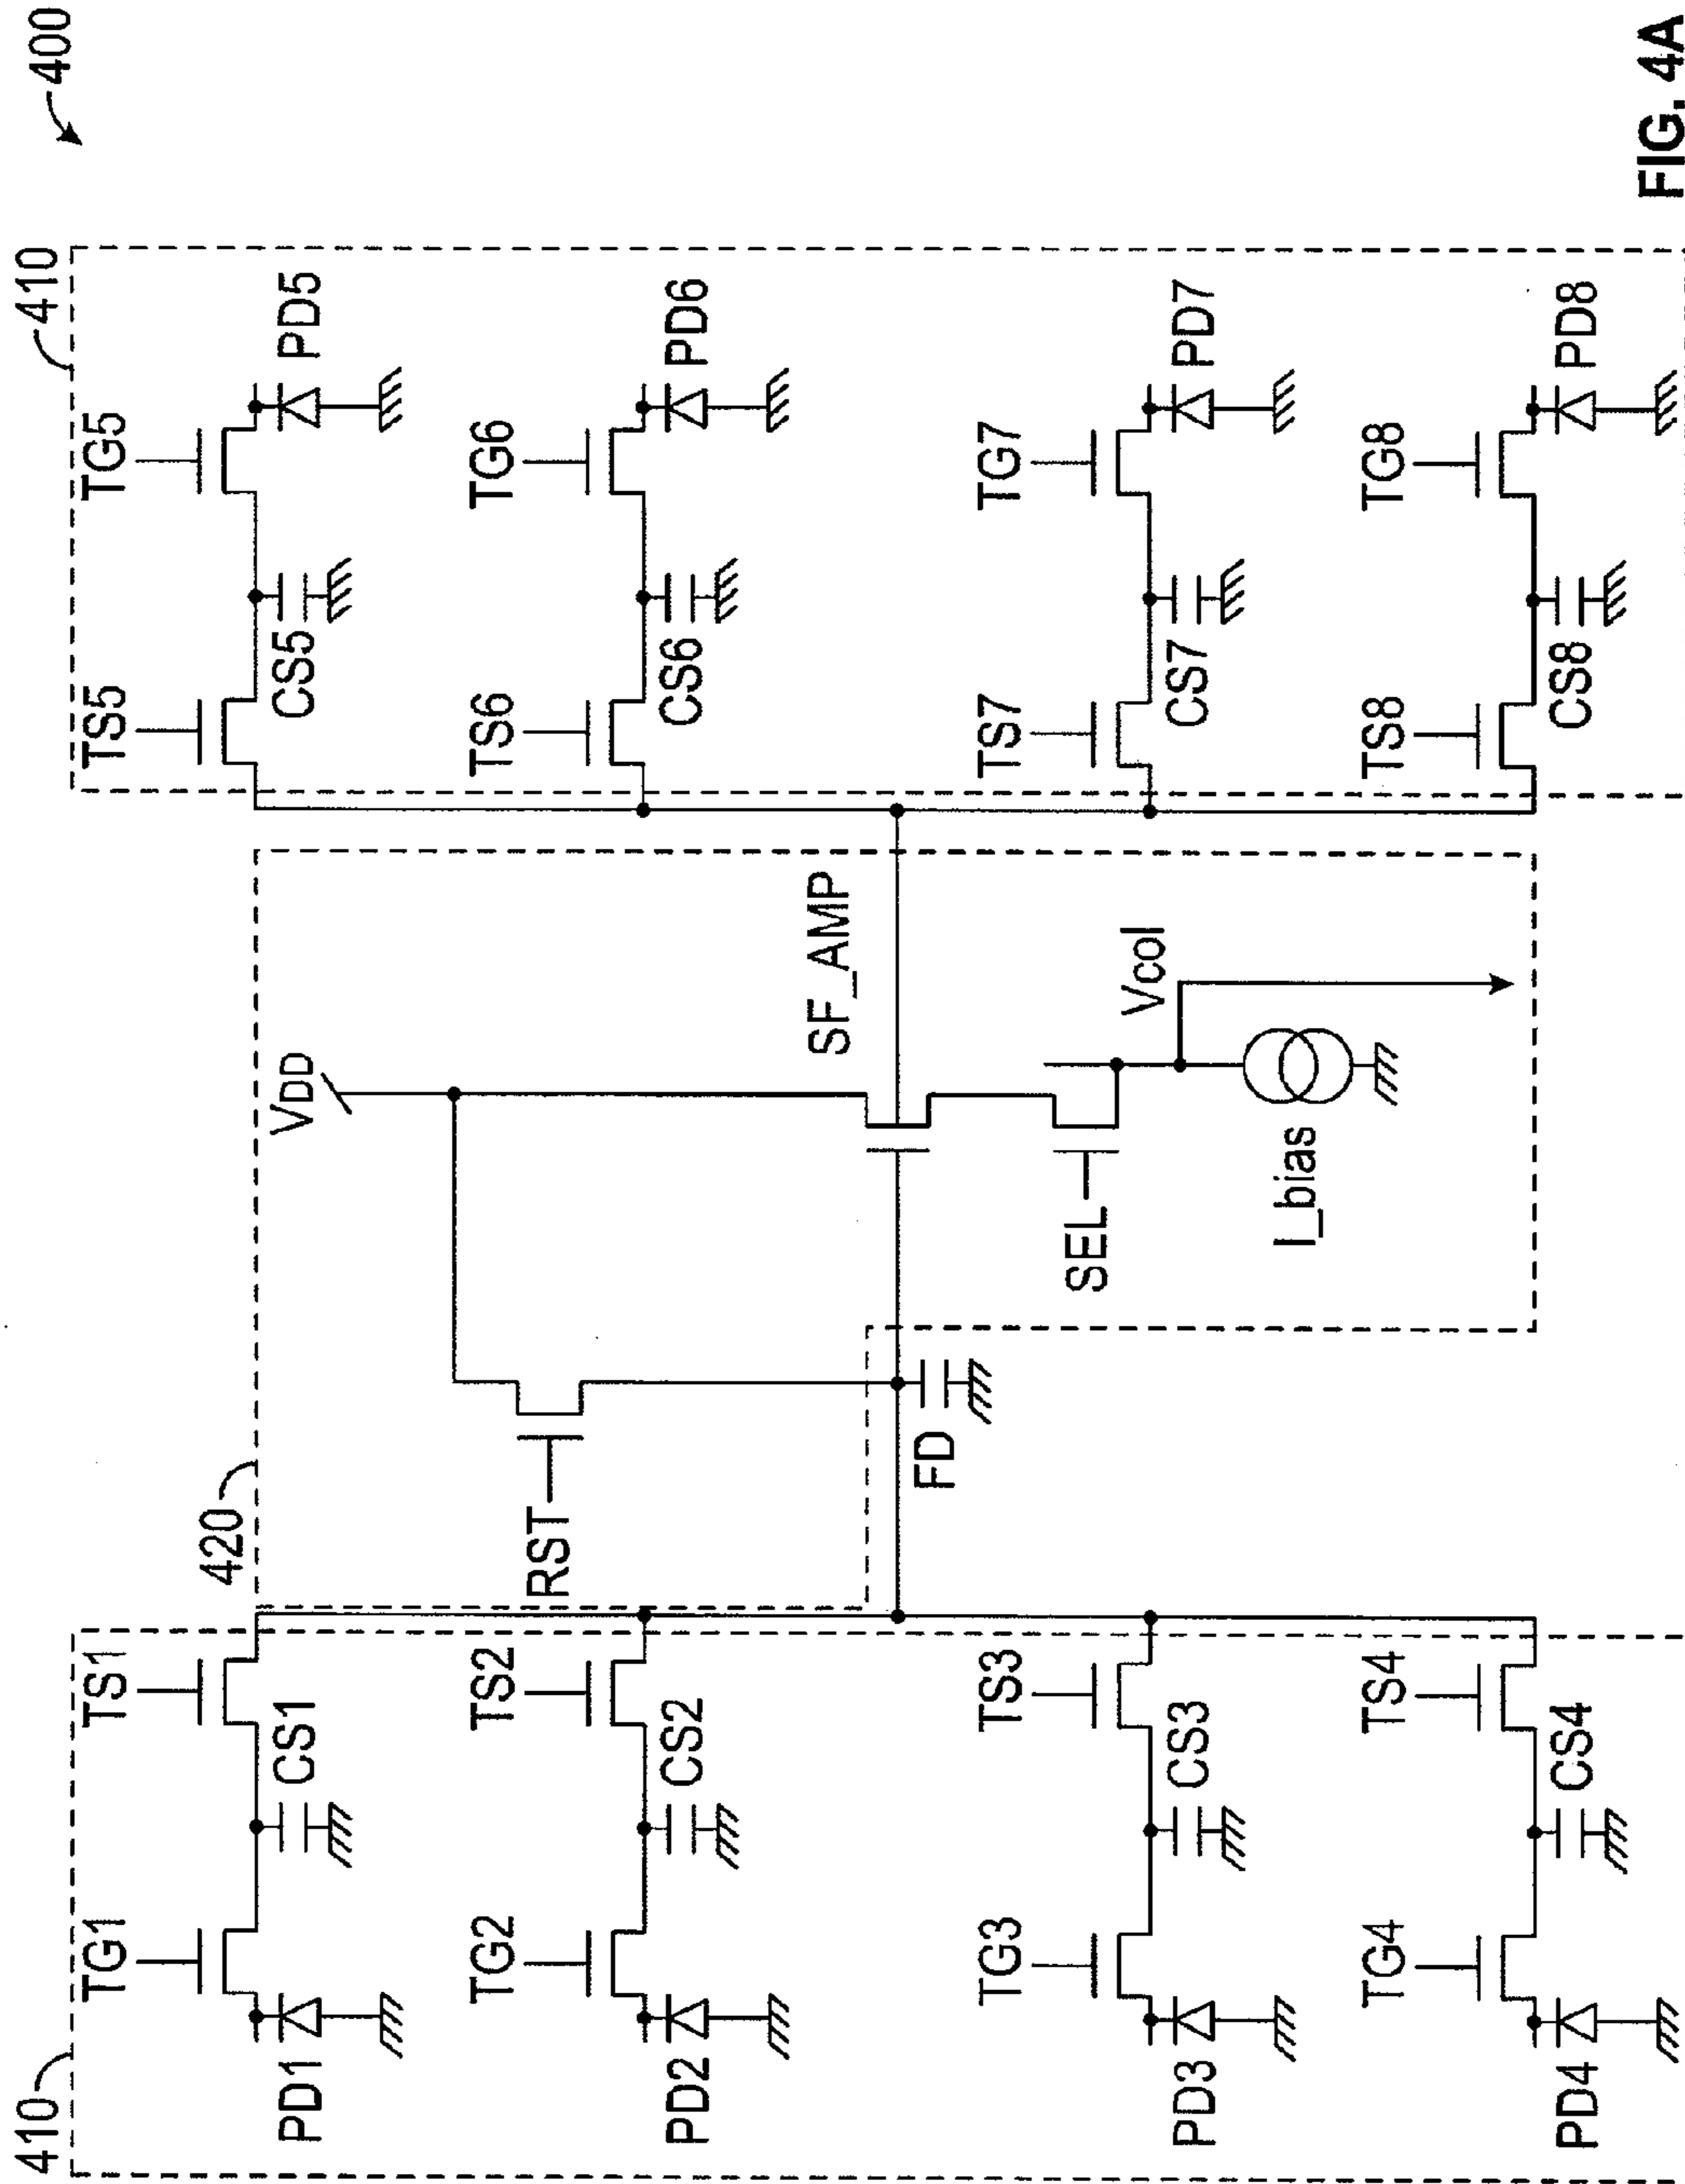 400
410
TG5
TS5
CS5
PD5
TG6
TS6
CS6
PD6
TG7
TS7
CS7
PD7
TG8
TS8
CS8
PD8
420
VDD
SF_AMP
Vcol
RST
SEL
I_bias
FD
410
TS1
TG1
CS1
PD1
TS2
TG2
CS2
PD2
TS3
TG3
CS3
PD3
TS4
TG4
CS4
PD4
FIG. 4A